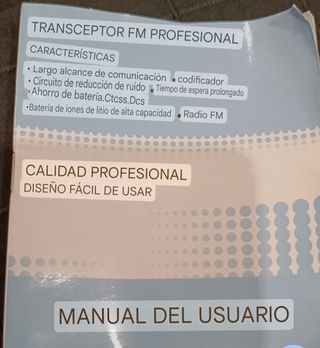 TRANSCEPTOR FM PROFESIONAL
CARACTERÍSTICAS
• Largo alcance de comunicación • codificador
• Circuito de reducción de ruido • Tiempo de espera prolongado
•Ahorro de batería.Ctcss.Dcs
•Batería de iones de litio de alta capacidad • Radio FM
CALIDAD PROFESIONAL
DISEÑO FÁCIL DE USAR
MANUAL DEL USUARIO